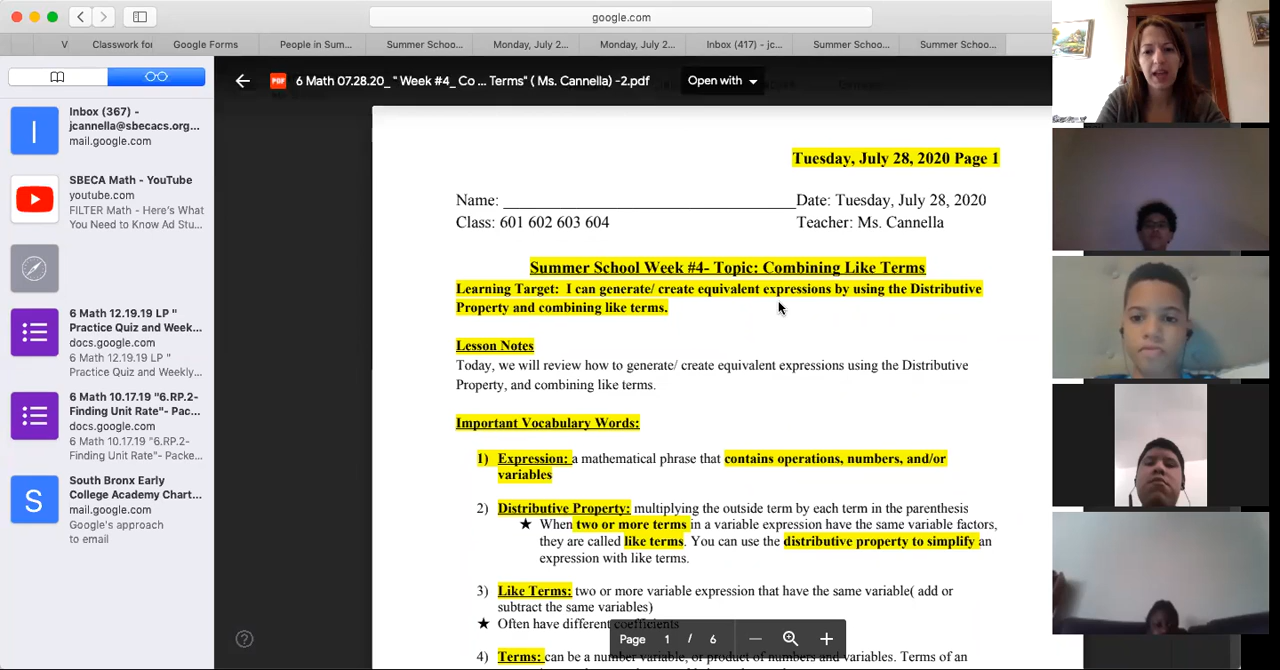 google.com
V
Classwork for
Google Forms
People in Sum...
Summer Schoo...
Monday, July 2...
Monday, July 2...
Inbox (417) - jc...
Summer Schoo...
Summer Schoo...
Inbox (367) -
jcannella@sbecacs.org...
mail.google.com
SBECA Math - YouTube
youtube.com
FILTER Math - Here's What
You Need to Know Ad Stu...
6 Math 12.19.19 LP "
Practice Quiz and Week...
docs.google.com
6 Math 12.19.19 LP "
Practice Quiz and Weekly...
6 Math 10.17.19 "6.RP.2-
Finding Unit Rate"- Pac...
docs.google.com
6 Math 10.17.19 "6.RP.2-
Finding Unit Rate"- Packe...
South Bronx Early
College Academy Chart...
mail.google.com
Google's approach
to email
PDF
6 Math 07.28.20_ " Week #4_ Co ... Terms" ( Ms. Cannella) -2.pdf
Open with
Tuesday, July 28, 2020 Page 1
Name: ____________________________________Date: Tuesday, July 28, 2020
Class: 601 602 603 604 Teacher: Ms. Cannella
Summer School Week #4- Topic: Combining Like Terms
Learning Target: I can generate/ create equivalent expressions by using the Distributive
Property and combining like terms.
Lesson Notes
Today, we will review how to generate/ create equivalent expressions using the Distributive
Property, and combining like terms.
Important Vocabulary Words:
1) Expression: a mathematical phrase that contains operations, numbers, and/or
variables
2) Distributive Property: multiplying the outside term by each term in the parenthesis
★ When two or more terms in a variable expression have the same variable factors,
they are called like terms. You can use the distributive property to simplify an
expression with like terms.
3) Like Terms: two or more variable expression that have the same variable( add or
subtract the same variables)
★ Often have different coefficients
4) Terms: can be a number variable, or product of numbers and variables. Terms of an
Page 1 / 6